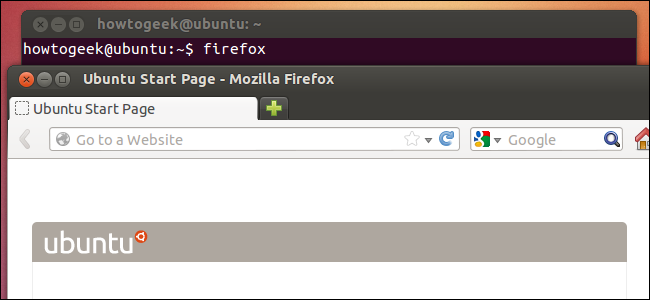 howtogeek@ubuntu: ~
howtogeek@ubuntu:~$ firefox
Ubuntu Start Page - Mozilla Firefox
Ubuntu Start Page
Go to a Website
Google
ubuntu